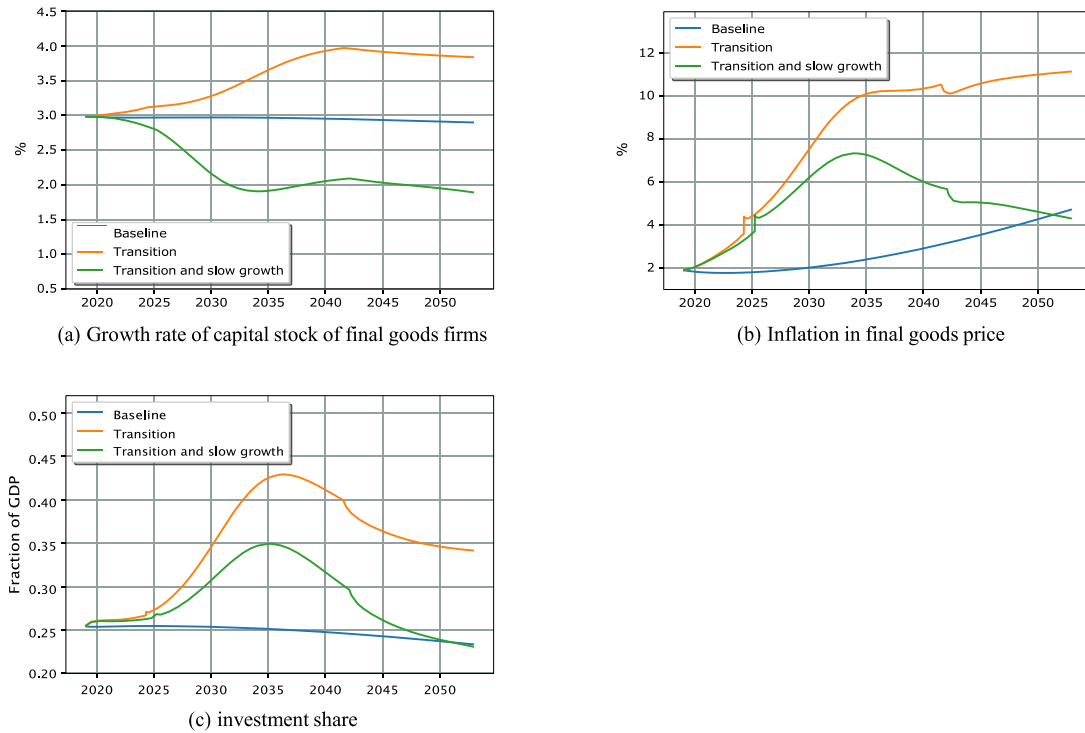 4.0
3.5
3.0
2.5
2.0
1.5
1.0
0.5
%
Baseline
Transition
Transition and slow growth
2020 2025 2030 2035 2040 2045 2050
(a) Growth rate of capital stock of final goods firms
12
10
8
6
4
2
%
Baseline
Transition
Transition and slow growth
2020 2025 2030 2035 2040 2045 2050
(b) Inflation in final goods price
0.50
0.45
0.40
0.35
0.30
0.25
0.20
Fraction of GDP
Baseline
Transition
Transition and slow growth
2020 2025 2030 2035 2040 2045 2050
(c) investment share